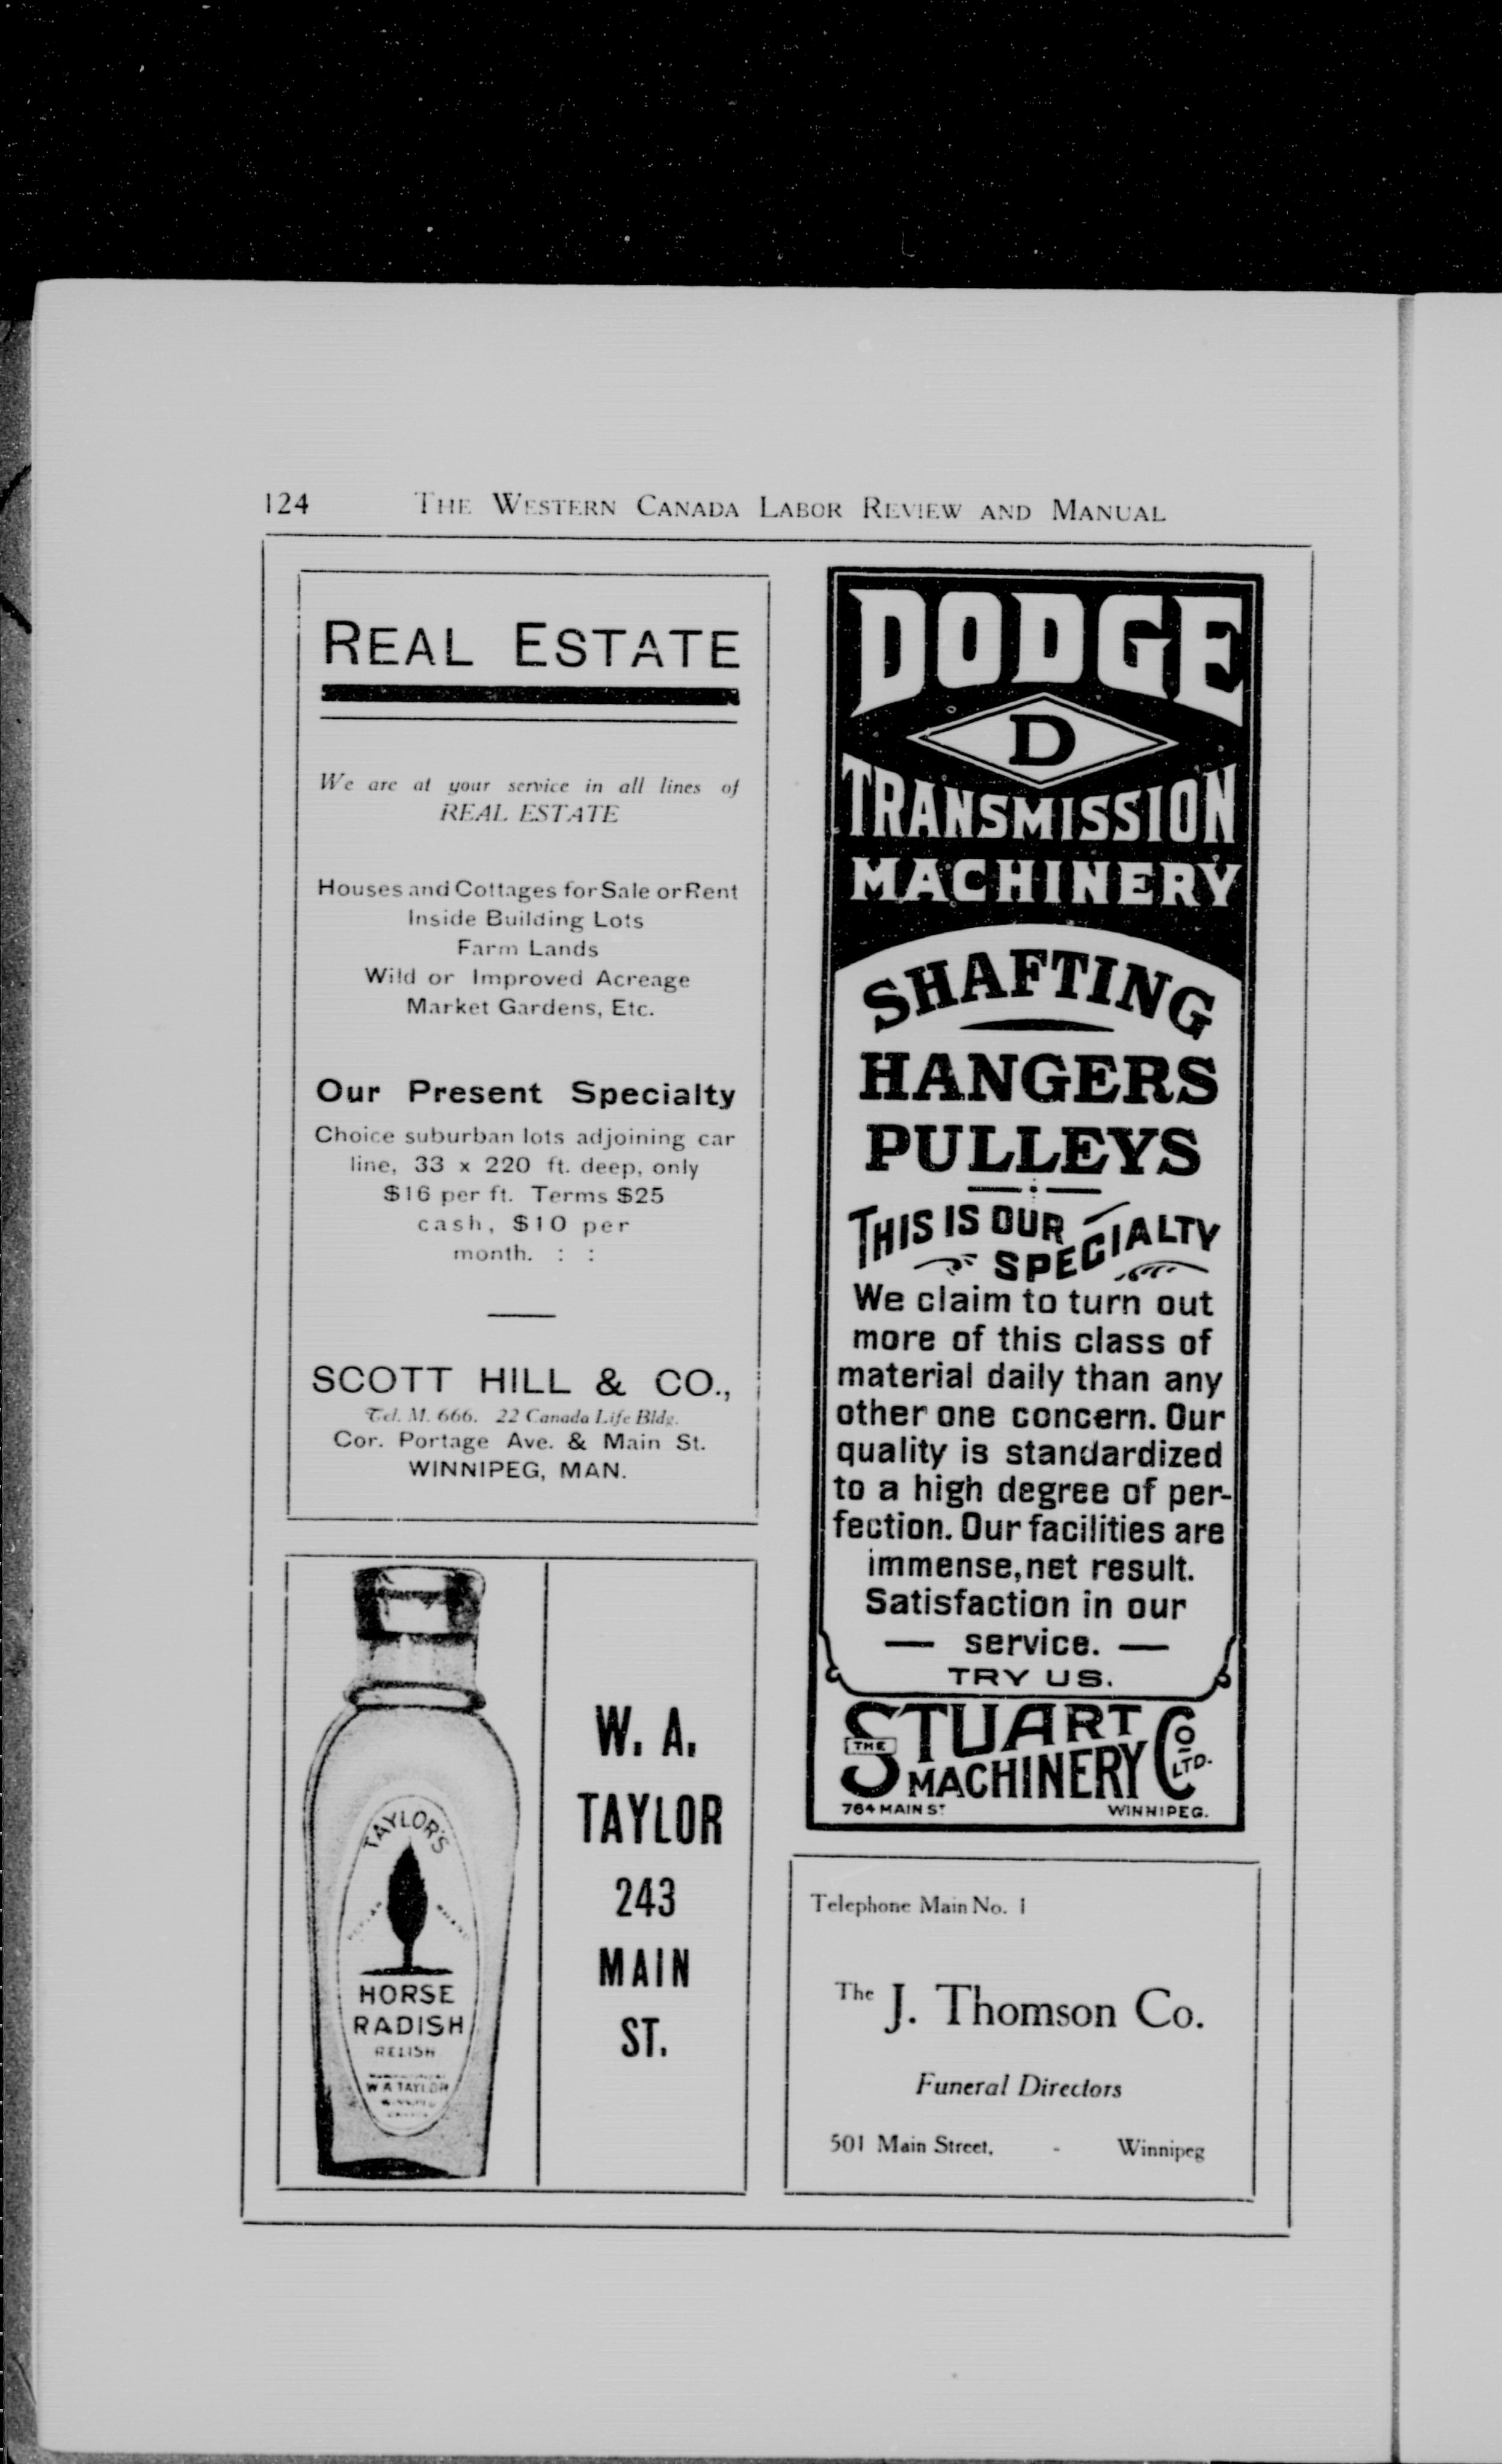 124 THE WESTERN CANADA LABOR REVIEW AND MANUAL
REAL ESTATE
We are at your service in all lines of
REAL ESTATE
Houses and Cottages for Sale or Rent
Inside Building Lots
Farm Lands
Wild or Improved Acreage
Market Gardens, Etc.
Our Present Specialty
Choice suburban lots adjoining car
line, 33 x 220 ft. deep, only
$16 per ft. Terms $25
cash, $10 per
month. : :
SCOTT HILL & CO.,
Tel. M. 666. 22 Canada Life Bldg.
Cor. Portage Ave. & Main St.
WINNIPEG, MAN.
TAYLOR'S
HORSE
RADISH
RELISH
W A TAYLOR
W. A.
TAYLOR
243
MAIN
ST.
DODGE
D
TRANSMISSION
MACHINERY
SHAFTING
HANGERS
PULLEYS
THIS IS OUR
SPECIALTY
We claim to turn out
more of this class of
material daily than any
other one concern. Our
quality is standardized
to a high degree of per-
fection. Our facilities are
immense, net result.
Satisfaction in our
— service. —
TRY US.
THE STUART
MACHINERY CO LTD.
764 MAIN ST WINNIPEG.
Telephone Main No. 1
The J. Thomson Co.
Funeral Directors
501 Main Street, - Winnipeg